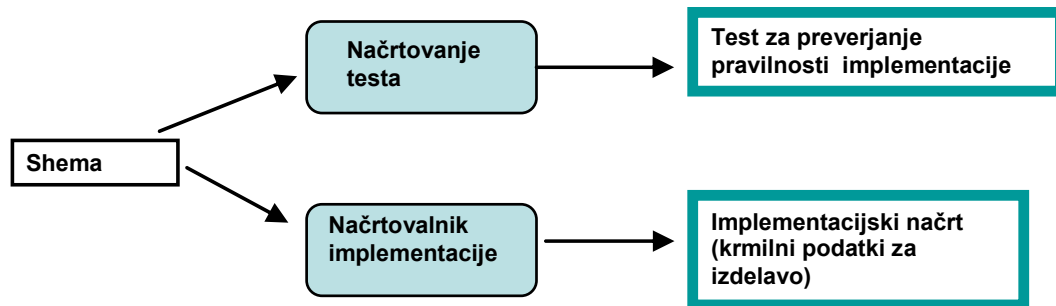 Shema
Načrtovanje
testa
Test za preverjanje
pravilnosti implementacije
Načrtovalnik
implementacije
Implementacijski načrt
(krmilni podatki za
izdelavo)